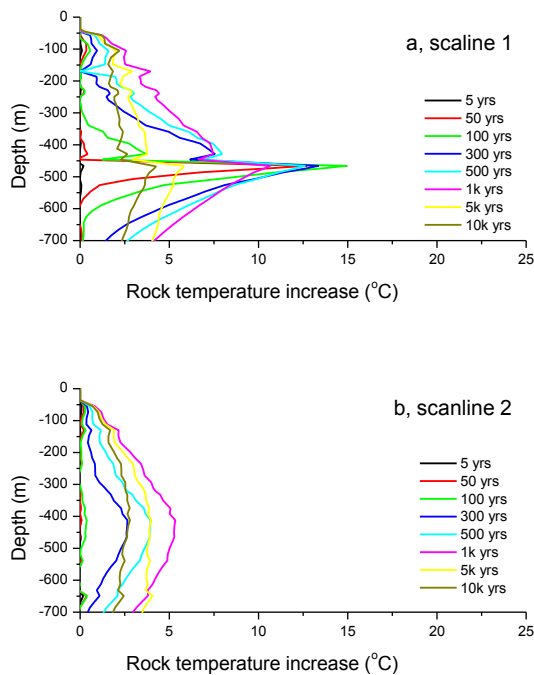 a, scaline 1
0
-100
-200
-300
-400
-500
-600
-700
Depth (m)
5 yrs
50 yrs
100 yrs
300 yrs
500 yrs
1k yrs
5k yrs
10k yrs
0 5 10 15 20 25
Rock temperature increase (°C)
b, scanline 2
0
-100
-200
-300
-400
-500
-600
-700
Depth (m)
5 yrs
50 yrs
100 yrs
300 yrs
500 yrs
1k yrs
5k yrs
10k yrs
0 5 10 15 20 25
Rock temperature increase (°C)